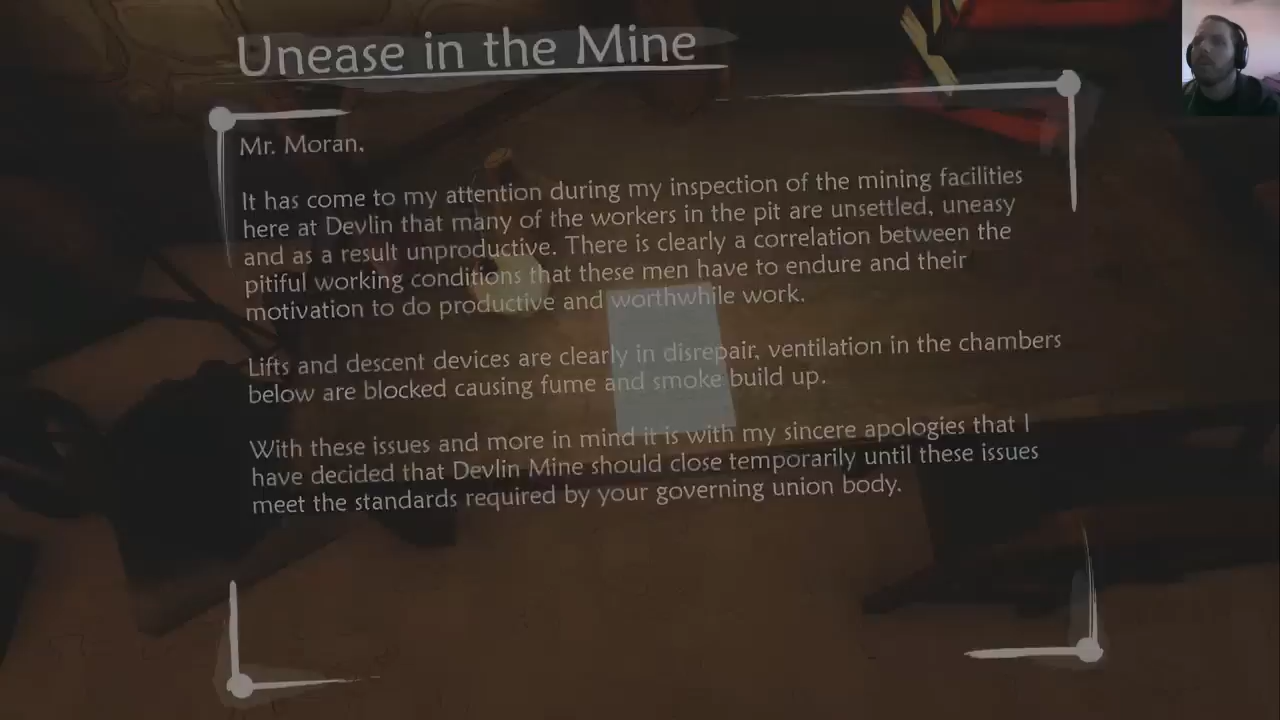 Unease in the Mine
Mr. Moran,
It has come to my attention during my inspection of the mining facilities
here at Devlin that many of the workers in the pit are unsettled, uneasy
and as a result unproductive. There is clearly a correlation between the
pitiful working conditions that these men have to endure and their
motivation to do productive and worthwhile work.
Lifts and descent devices are clearly in disrepair, ventilation in the chambers
below are blocked causing fume and smoke build up.
With these issues and more in mind it is with my sincere apologies that I
have decided that Devlin Mine should close temporarily until these issues
meet the standards required by your governing union body.